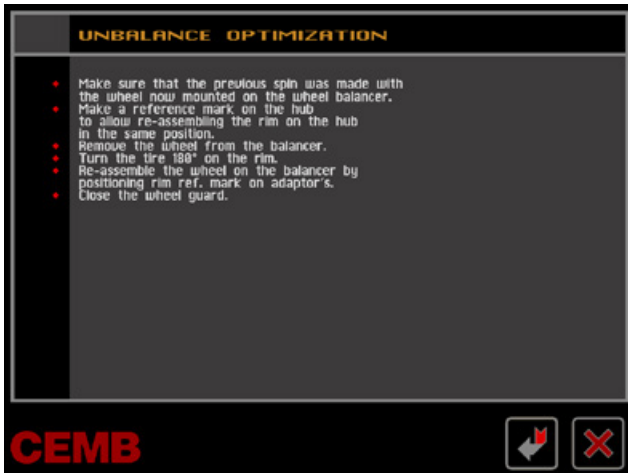 UNBALANCE OPTIMIZATION
Make sure that the previous spin was made with
the wheel now mounted on the wheel balancer.
Make a reference mark on the hub
to allow re-assembling the rim on the hub
in the same position.
Remove the wheel from the balancer.
Turn the tire 180° on the rim.
Re-assemble the wheel on the balancer by
positioning rim ref. mark on adaptor's.
Close the wheel guard.
CEMB